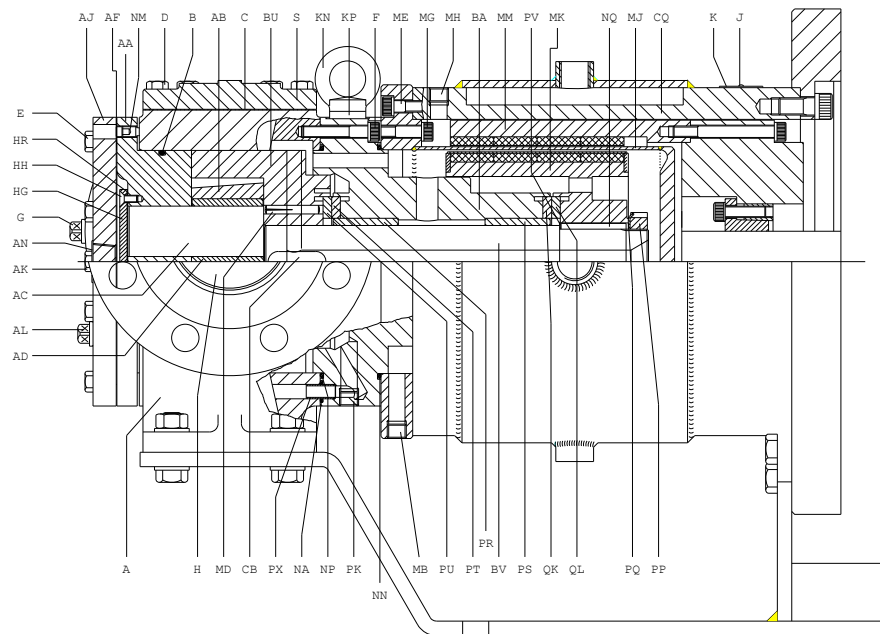 AJ AF NM D B AB C BU S KN KP F ME MG MH BA MM PV MK NQ MJ CQ K J
AA
E
HR
HH
HG
G
AN
AK
AC
AL
AD
PR
A H MD CB PX NA NP PK MB PU PT BV PS QK QL PQ PP
NN